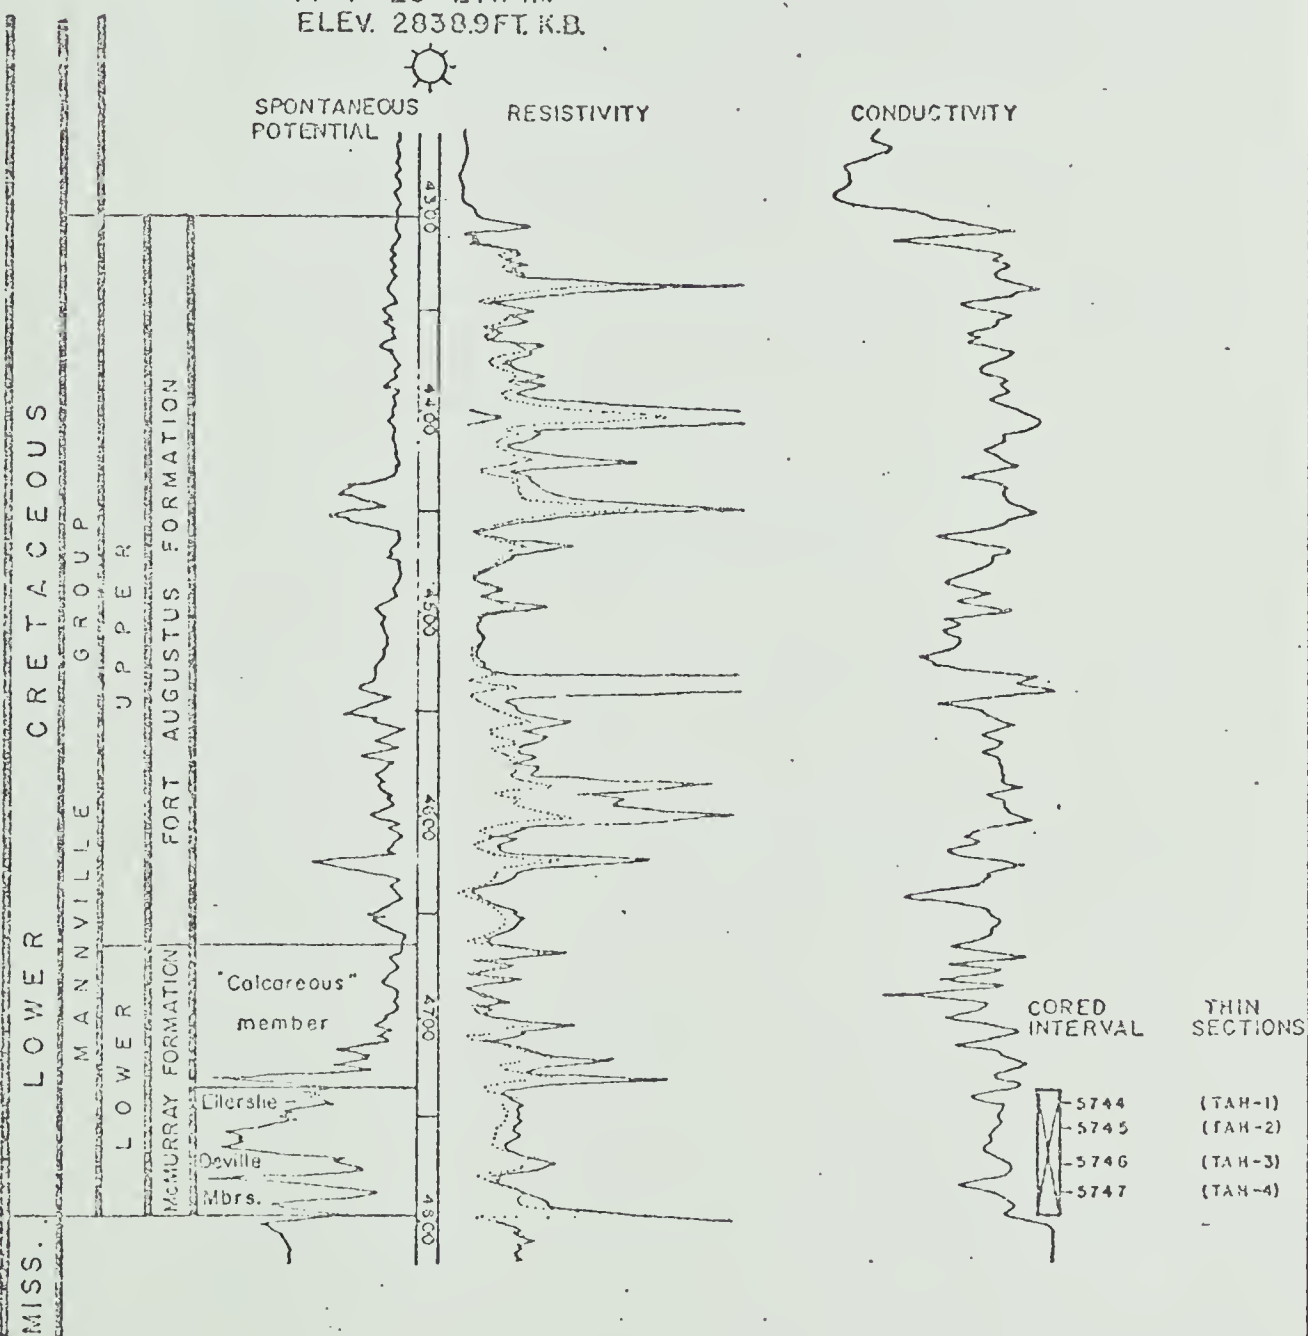 ELEV. 2838.9 FT. K.B.
SPONTANEOUS
POTENTIAL
RESISTIVITY
CONDUCTIVITY
4300
4400
4500
4600
4700
4800
LOWER CRETACEOUS
MANNVILLE GROUP
UPPER
FORT AUGUSTUS FORMATION
LOWER
McMURRAY FORMATION
"Calcareous"
member
Ellerslie
Deville
Mbrs.
MISS.
CORED
INTERVAL
THIN
SECTIONS
5744 (TAH-1)
5745 (TAH-2)
5746 (TAH-3)
5747 (TAH-4)